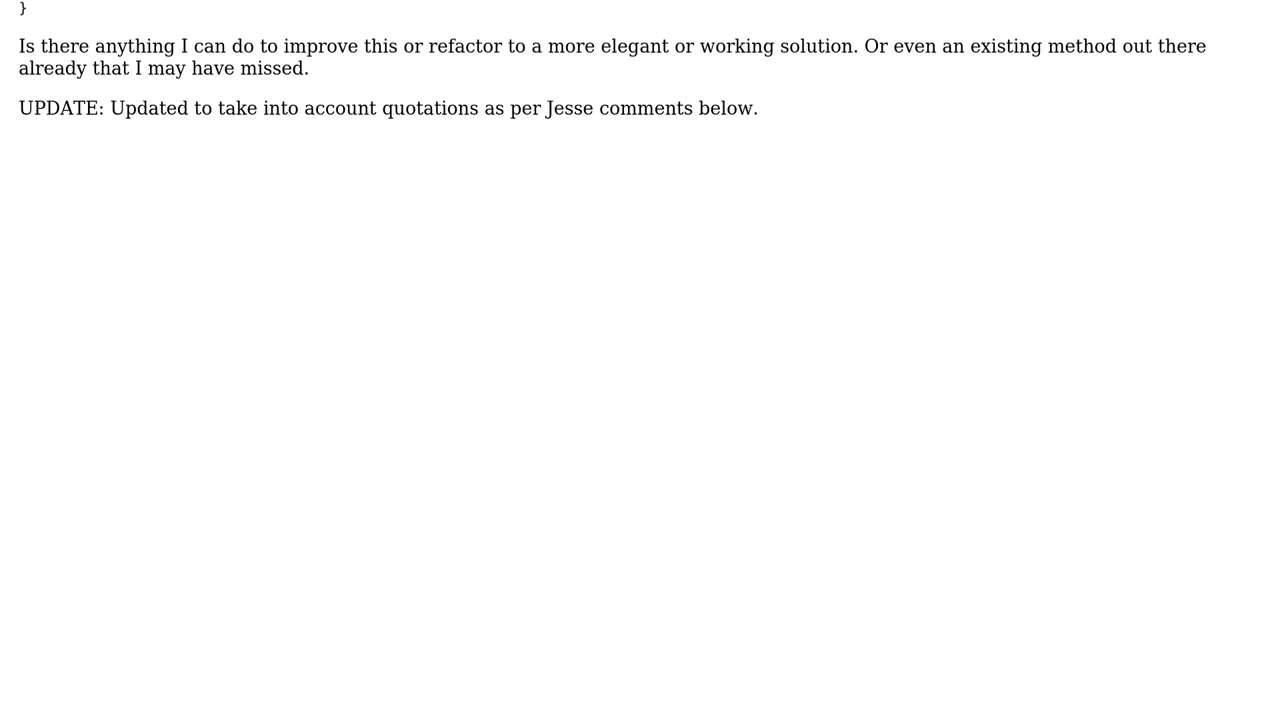 }
Is there anything I can do to improve this or refactor to a more elegant or working solution. Or even an existing method out there
already that I may have missed.
UPDATE: Updated to take into account quotations as per Jesse comments below.